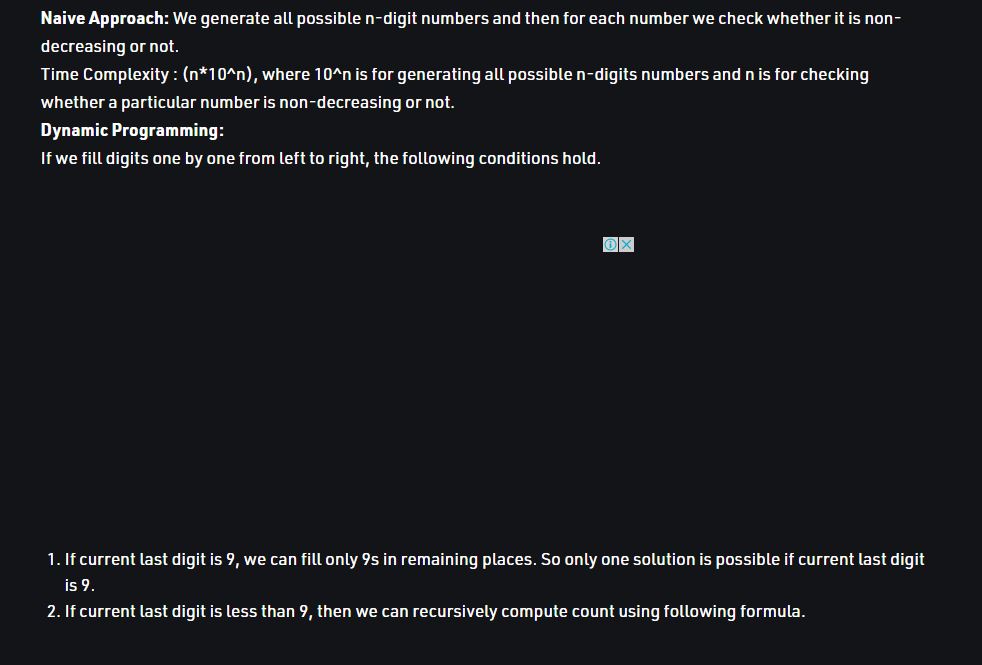 Naive Approach: We generate all possible n-digit numbers and then for each number we check whether it is non-
decreasing or not.
Time Complexity : (n*10^n), where 10^n is for generating all possible n-digits numbers and n is for checking
whether a particular number is non-decreasing or not.
Dynamic Programming:
If we fill digits one by one from left to right, the following conditions hold.
1. If current last digit is 9, we can fill only 9s in remaining places. So only one solution is possible if current last digit
is 9.
2. If current last digit is less than 9, then we can recursively compute count using following formula.